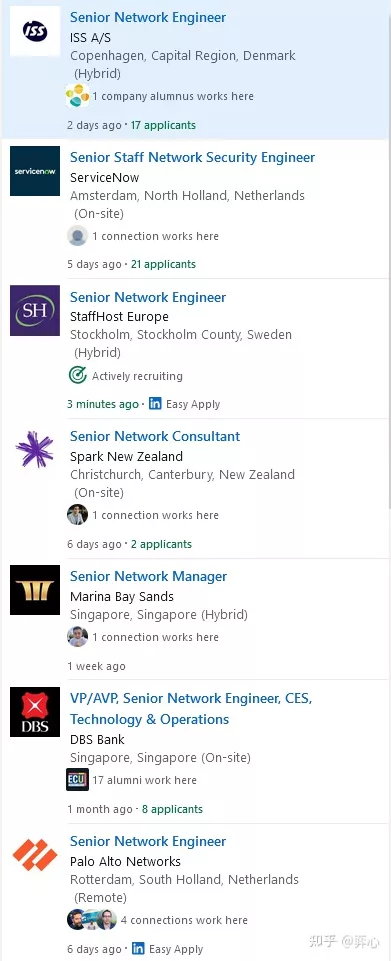 ISS
Senior Network Engineer
ISS A/S
Copenhagen, Capital Region, Denmark
(Hybrid)
1 company alumnus works here
2 days ago · 17 applicants
servicenow
Senior Staff Network Security Engineer
ServiceNow
Amsterdam, North Holland, Netherlands
(On-site)
1 connection works here
5 days ago · 21 applicants
SH
Senior Network Engineer
StaffHost Europe
Stockholm, Stockholm County, Sweden
(Hybrid)
Actively recruiting
3 minutes ago · in Easy Apply
Senior Network Consultant
Spark New Zealand
Christchurch, Canterbury, New Zealand
(On-site)
1 connection works here
6 days ago · 2 applicants
Senior Network Manager
Marina Bay Sands
Singapore, Singapore (Hybrid)
1 connection works here
1 week ago
DBS
VP/AVP, Senior Network Engineer, CES,
Technology & Operations
DBS Bank
Singapore, Singapore (On-site)
ECU 17 alumni work here
1 month ago · 8 applicants
Senior Network Engineer
Palo Alto Networks
Rotterdam, South Holland, Netherlands
(Remote)
4 connections work here
6 days ago · in Easy Apply
知乎 @弈心